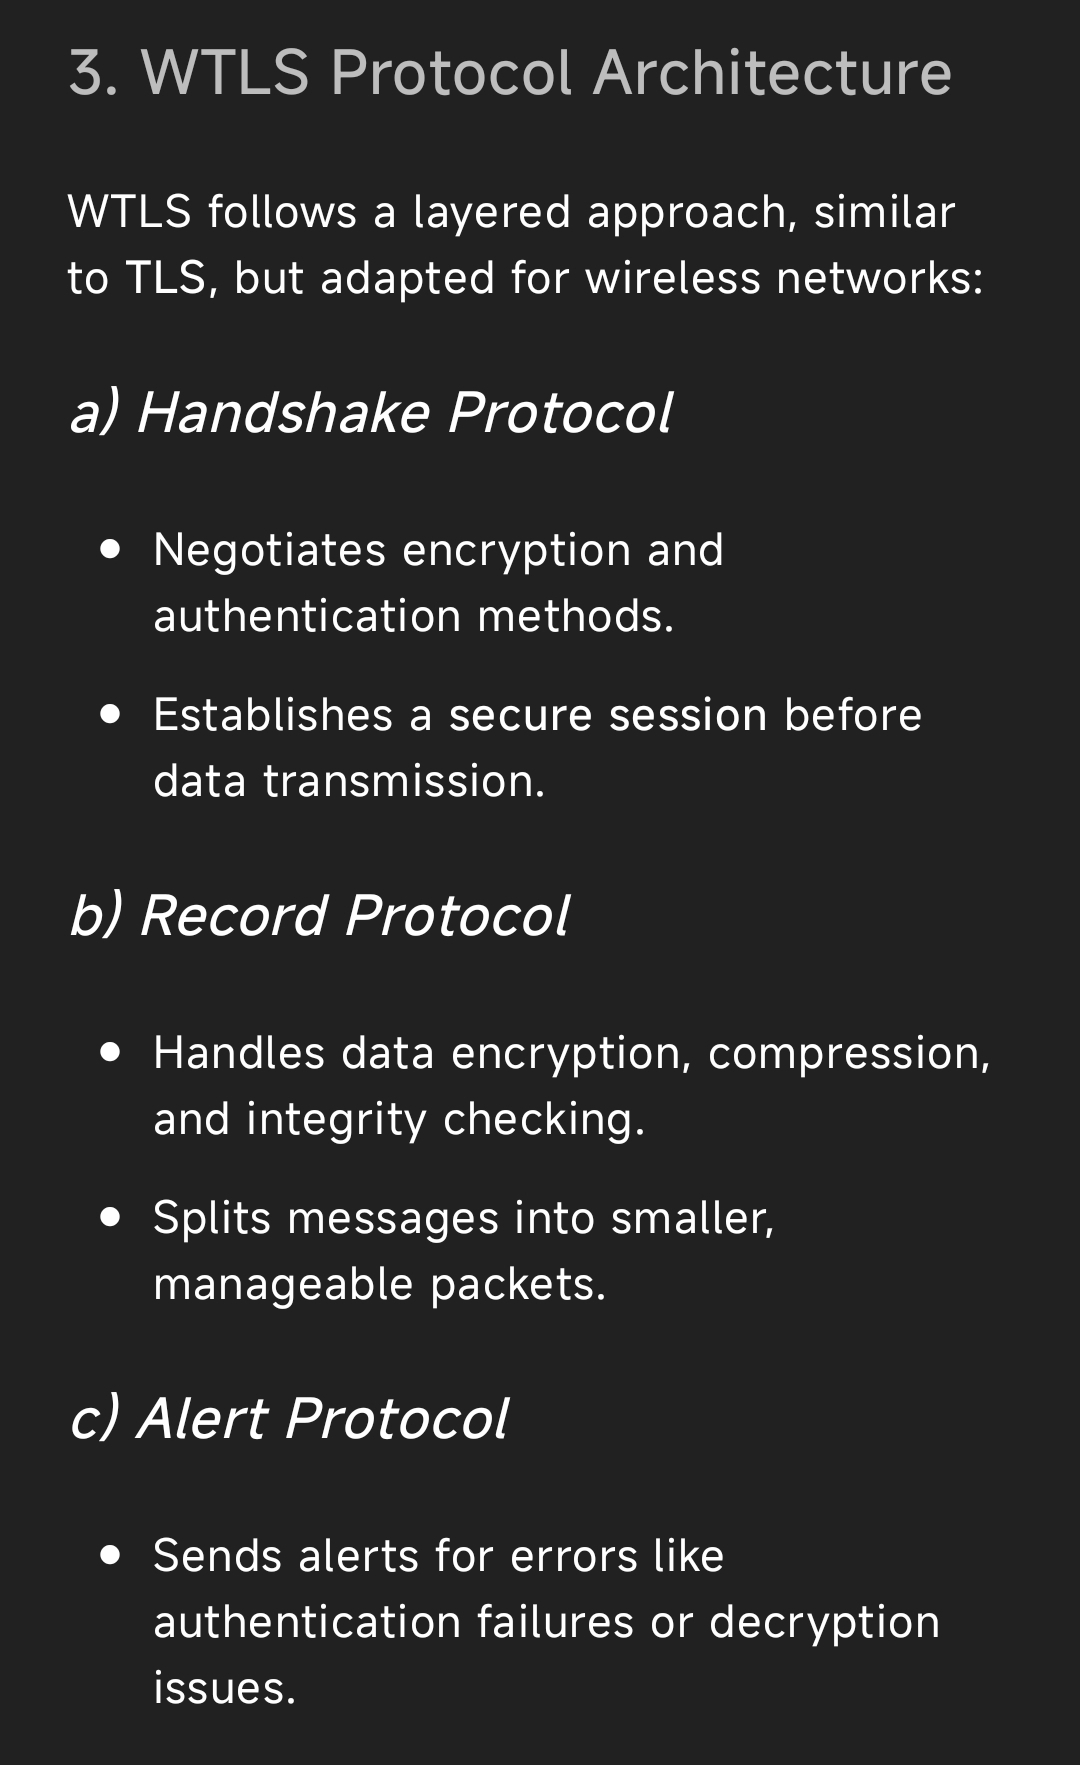 3. WTLS Protocol Architecture
WTLS follows a layered approach, similar
to TLS, but adapted for wireless networks:
a) Handshake Protocol
• Negotiates encryption and
authentication methods.
• Establishes a secure session before
data transmission.
b) Record Protocol
• Handles data encryption, compression,
and integrity checking.
• Splits messages into smaller,
manageable packets.
c) Alert Protocol
• Sends alerts for errors like
authentication failures or decryption
issues.